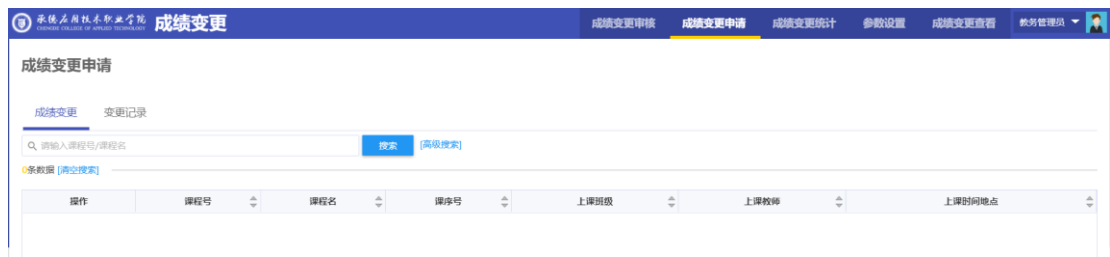 承德应用技术职业学院 成绩变更 成绩变更审核 成绩变更申请 成绩变更统计 参数设置 成绩变更查看 教务管理员
CHENGDE COLLEGE OF APPLIED TECHNOLOGY
成绩变更申请
成绩变更 变更记录
请输入课程号/课程名 搜索 [高级搜索]
0条数据 [清空搜索]
操作 课程号 课程名 课序号 上课班级 上课教师 上课时间地点